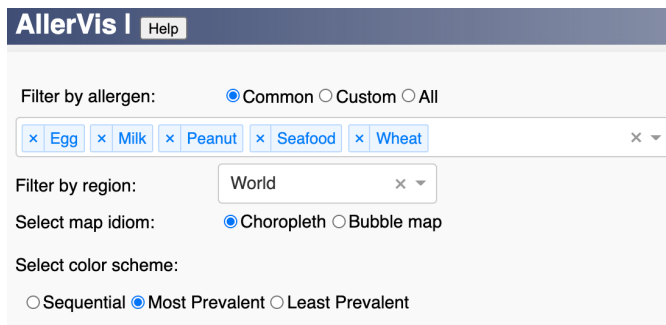 AllerVis | Help
Filter by allergen: Common Custom All
× Egg × Milk × Peanut × Seafood × Wheat ×
Filter by region: World ×
Select map idiom: Choropleth Bubble map
Select color scheme:
Sequential Most Prevalent Least Prevalent